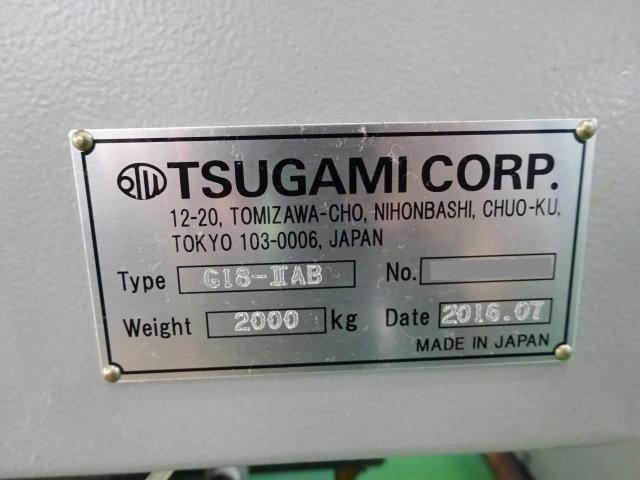 TSUGAMI CORP.
12-20, TOMIZAWA-CHO, NIHONBASHI, CHUO-KU,
TOKYO 103-0006, JAPAN
Type G18-ⅡAB No.
Weight 2000 kg Date 2016.07
MADE IN JAPAN